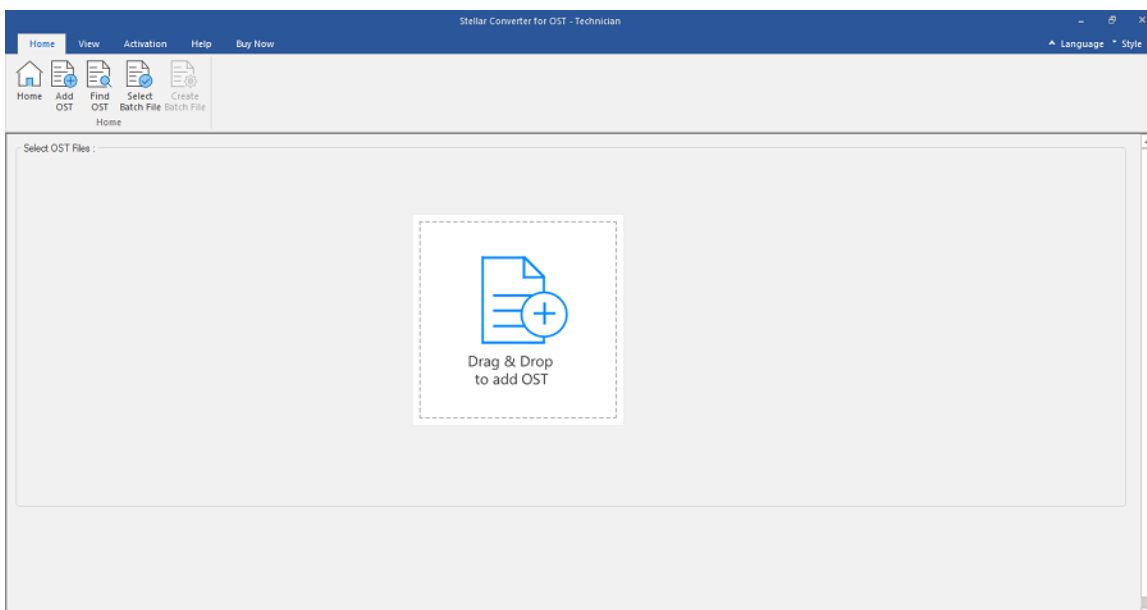 Stellar Converter for OST - Technician
Home View Activation Help Buy Now Language Style
Home Add OST Find OST Select Batch File Create Batch File
Home
Select OST Files :
Drag & Drop
to add OST